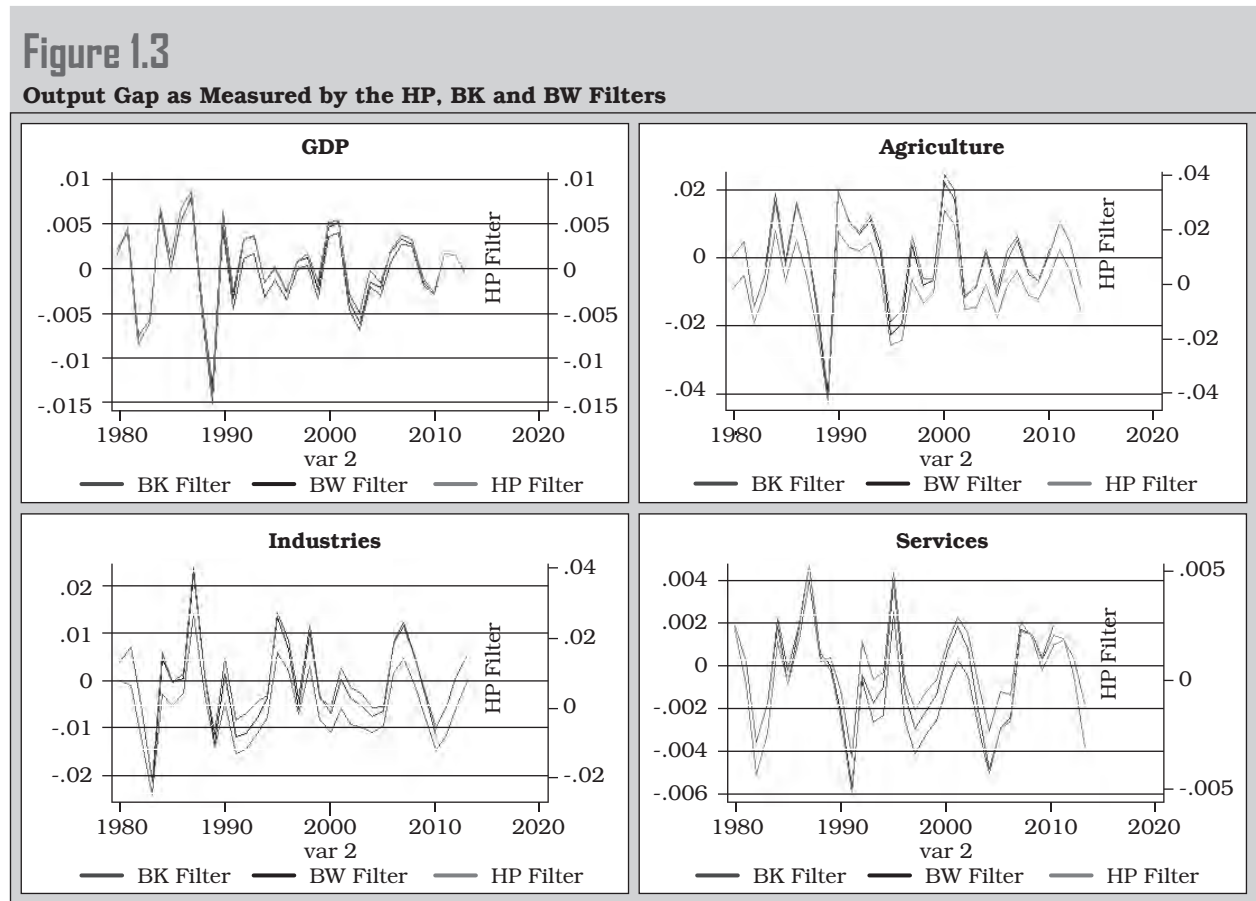 Figure 1.3
Output Gap as Measured by the HP, BK and BW Filters
GDP
.01
.005
0
-.005
-.01
-.015
.01
.005
0
-.005
-.01
-.015
HP Filter
1980 1990 2000 2010 2020
var 2
BK Filter BW Filter HP Filter
Agriculture
.02
0
-.02
-.04
.04
.02
0
-.02
-.04
HP Filter
1980 1990 2000 2010 2020
var 2
BK Filter BW Filter HP Filter
Industries
.02
.01
0
-.01
-.02
.04
.02
0
-.02
HP Filter
1980 1990 2000 2010 2020
var 2
BK Filter BW Filter HP Filter
Services
.004
.002
0
-.002
-.004
-.006
.005
0
-.005
HP Filter
1980 1990 2000 2010 2020
var 2
BK Filter BW Filter HP Filter